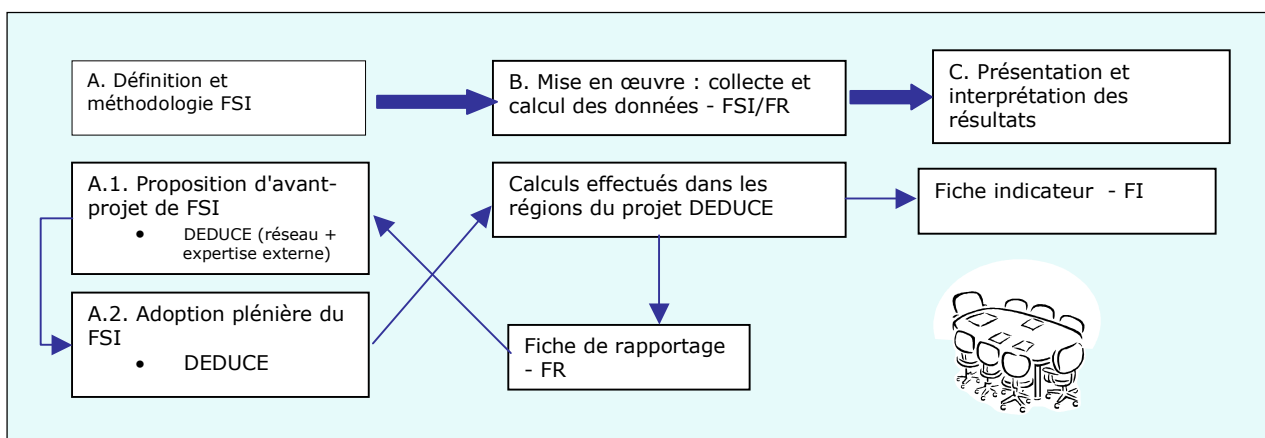 A. Définition et
méthodologie FSI
B. Mise en œuvre : collecte et
calcul des données - FSI/FR
C. Présentation et
interprétation des
résultats
A.1. Proposition d'avant-
projet de FSI
• DEDUCE (réseau +
expertise externe)
Calculs effectués dans les
régions du projet DEDUCE
Fiche indicateur - FI
A.2. Adoption plénière du
FSI
• DEDUCE
Fiche de rapportage
- FR